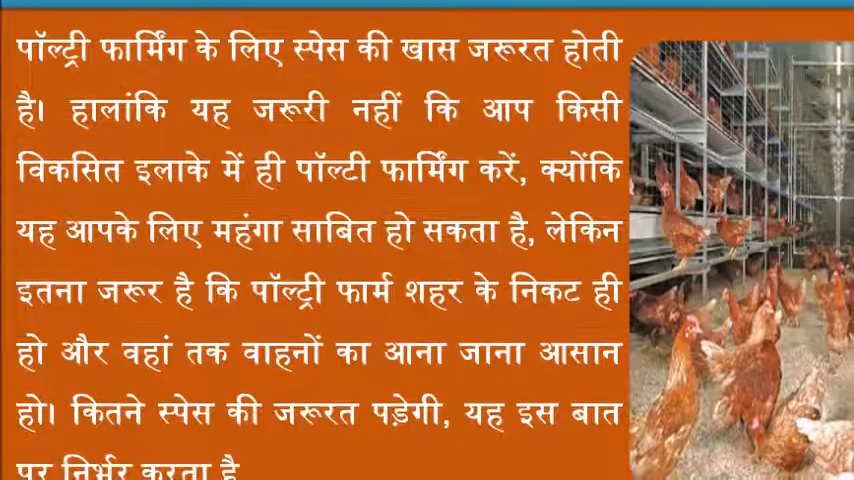 पॉल्ट्री फार्मिंग के लिए स्पेस की खास जरूरत होती
है। हालांकि यह जरूरी नहीं कि आप किसी
विकसित इलाके में ही पॉल्टी फार्मिंग करें, क्योंकि
यह आपके लिए महंगा साबित हो सकता है, लेकिन
इतना जरूर है कि पॉल्ट्री फार्म शहर के निकट ही
हो और वहां तक वाहनों का आना जाना आसान
हो। कितने स्पेस की जरूरत पड़ेगी, यह इस बात
पर निर्भर करता है